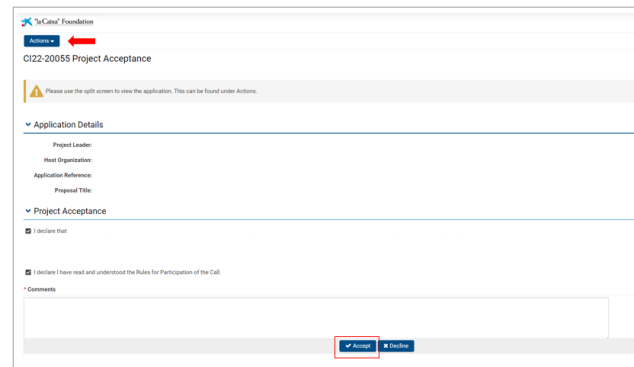 "la Caixa" Foundation
Actions
CI22-20055 Project Acceptance
Please use the split screen to view the application. This can be found under Actions.
Application Details
Project Leader:
Host Organization:
Application Reference:
Proposal Title:
Project Acceptance
I declare that
I declare I have read and understood the Rules for Participation of the Call.
* Comments
Accept Decline